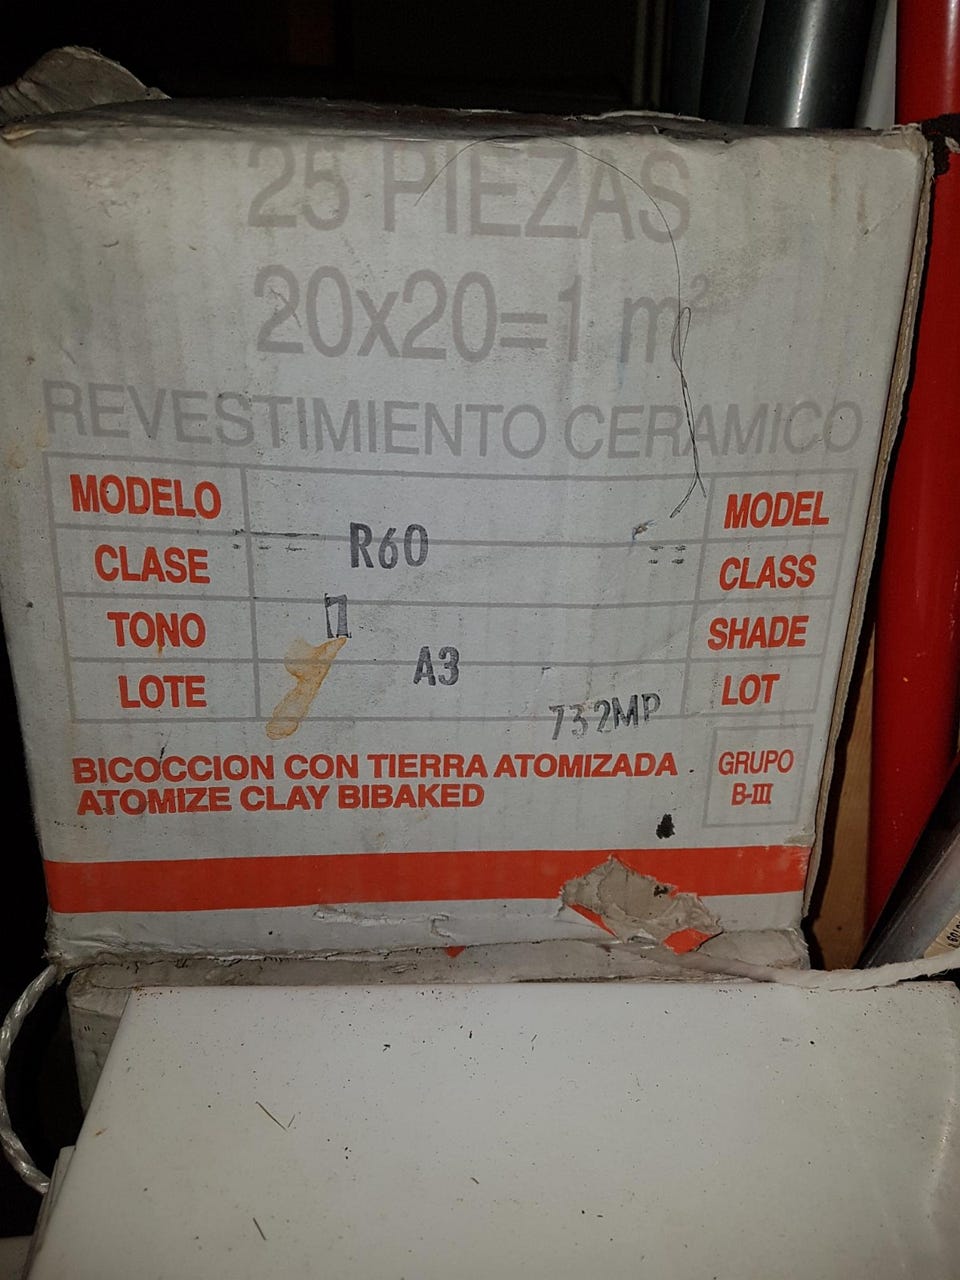 25 PIEZAS
20x20=1 m²
REVESTIMIENTO CERAMICO
MODELO MODEL
R60
CLASE CLASS
TONO SHADE
A3
LOTE LOT
732MP
BICOCCION CON TIERRA ATOMIZADA
ATOMIZE CLAY BIBAKED
GRUPO
B-III